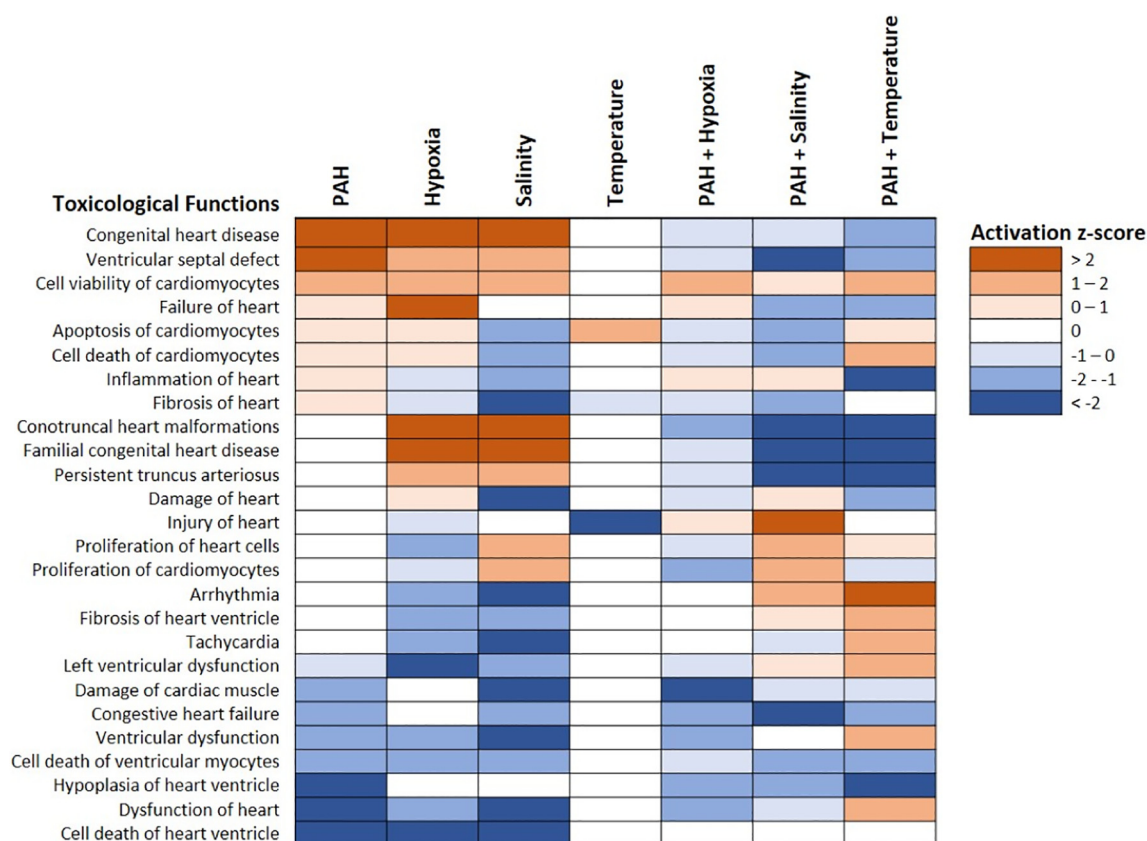 PAH
Hypoxia
Salinity
Temperature
PAH + Hypoxia
PAH + Salinity
PAH + Temperature
Toxicological Functions
Congenital heart disease
Ventricular septal defect
Cell viability of cardiomyocytes
Failure of heart
Apoptosis of cardiomyocytes
Cell death of cardiomyocytes
Inflammation of heart
Fibrosis of heart
Conotruncal heart malformations
Familial congenital heart disease
Persistent truncus arteriosus
Damage of heart
Injury of heart
Proliferation of heart cells
Proliferation of cardiomyocytes
Arrhythmia
Fibrosis of heart ventricle
Tachycardia
Left ventricular dysfunction
Damage of cardiac muscle
Congestive heart failure
Ventricular dysfunction
Cell death of ventricular myocytes
Hypoplasia of heart ventricle
Dysfunction of heart
Cell death of heart ventricle
Activation z-score
> 2
1 – 2
0 – 1
0
-1 – 0
-2 - -1
< -2